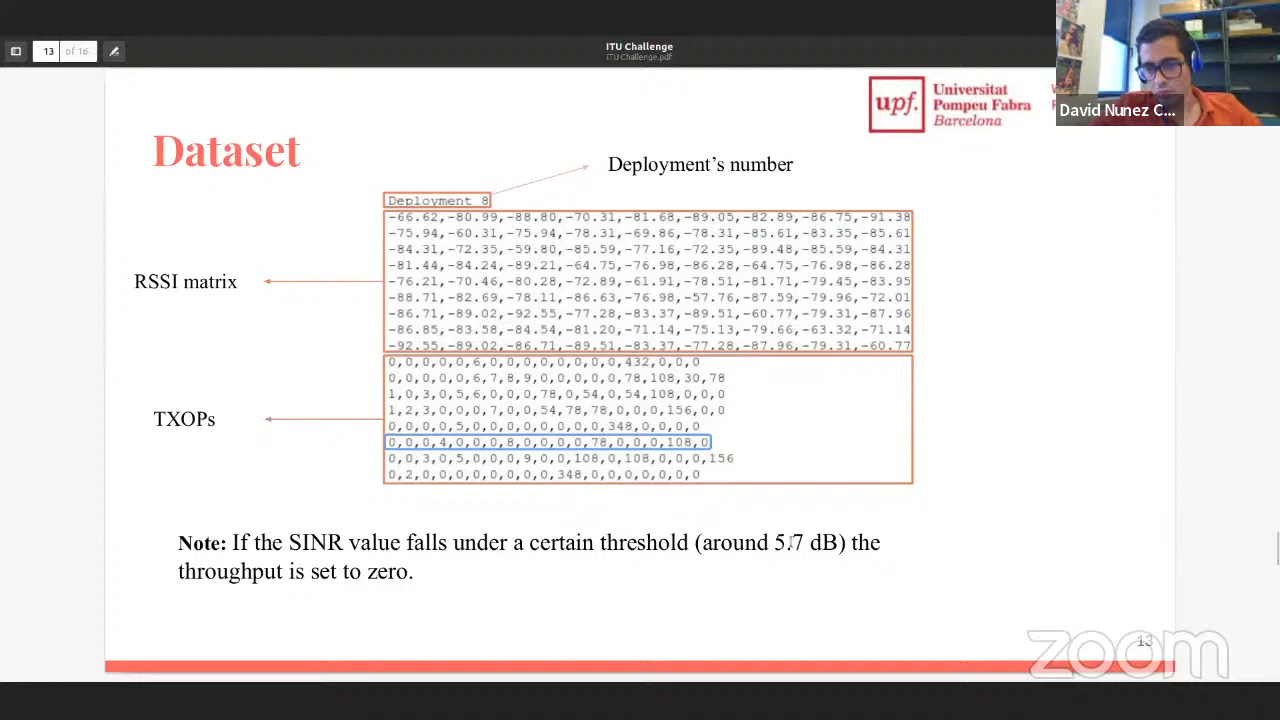 13 of 16
ITU Challenge
ITU Challenge.pdf
upf. Universitat
Pompeu Fabra
Barcelona
David Nunez C...
Dataset
Deployment's number
Deployment 8
-66.62,-80.99,-88.80,-70.31,-81.68,-89.05,-82.89,-86.75,-91.38
-75.94,-60.31,-75.94,-78.31,-69.86,-78.31,-85.61,-83.35,-85.61
-84.31,-72.35,-59.80,-85.59,-77.16,-72.35,-89.48,-85.59,-84.31
-81.44,-84.24,-89.21,-64.75,-76.98,-86.28,-64.75,-76.98,-86.28
-76.21,-70.46,-80.28,-72.89,-61.91,-78.51,-81.71,-79.45,-83.95
-88.71,-82.69,-78.11,-86.63,-76.98,-57.76,-87.59,-79.96,-72.01
-86.71,-89.02,-92.55,-77.28,-83.37,-89.51,-60.77,-79.31,-87.96
-86.85,-83.58,-84.54,-81.20,-71.14,-75.13,-79.66,-63.32,-71.14
-92.55,-89.02,-86.71,-89.51,-83.37,-77.28,-87.96,-79.31,-60.77
RSSI matrix
0,0,0,0,0,6,0,0,0,0,0,0,0,0,432,0,0,0
0,0,0,0,0,6,7,8,9,0,0,0,0,0,78,108,30,78
1,0,3,0,5,6,0,0,0,78,0,54,0,54,108,0,0,0
1,2,3,0,0,0,7,0,0,54,78,78,0,0,0,156,0,0
0,0,0,0,5,0,0,0,0,0,0,0,0,348,0,0,0,0
0,0,0,4,0,0,0,8,0,0,0,0,78,0,0,0,108,0
0,0,3,0,5,0,0,0,9,0,0,108,0,108,0,0,0,156
0,2,0,0,0,0,0,0,0,0,348,0,0,0,0,0,0,0
TXOPs
Note: If the SINR value falls under a certain threshold (around 5.7 dB) the
throughput is set to zero.
13
zoom